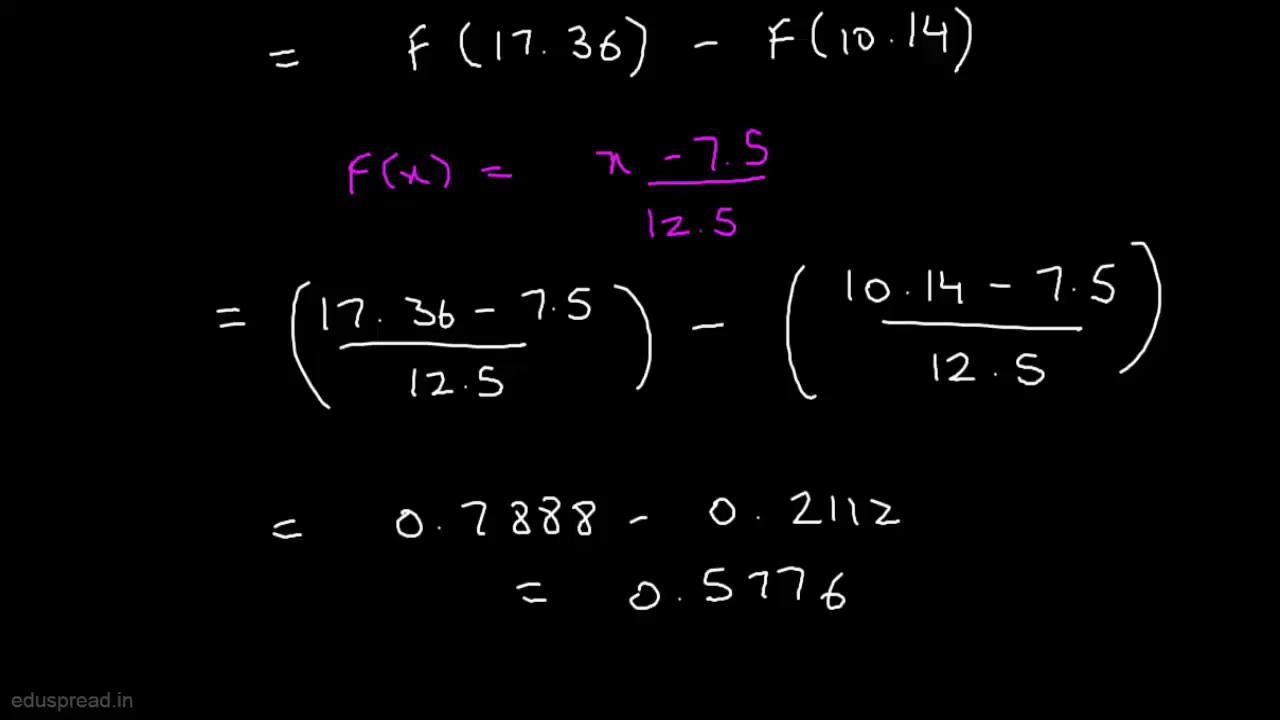 = F(17.36) - F(10.14)
F(x) = x - 7.5
12.5
= (17.36 - 7.5) - (10.14 - 7.5)
12.5 12.5
= 0.7888 - 0.2112
= 0.5776
eduspread.in